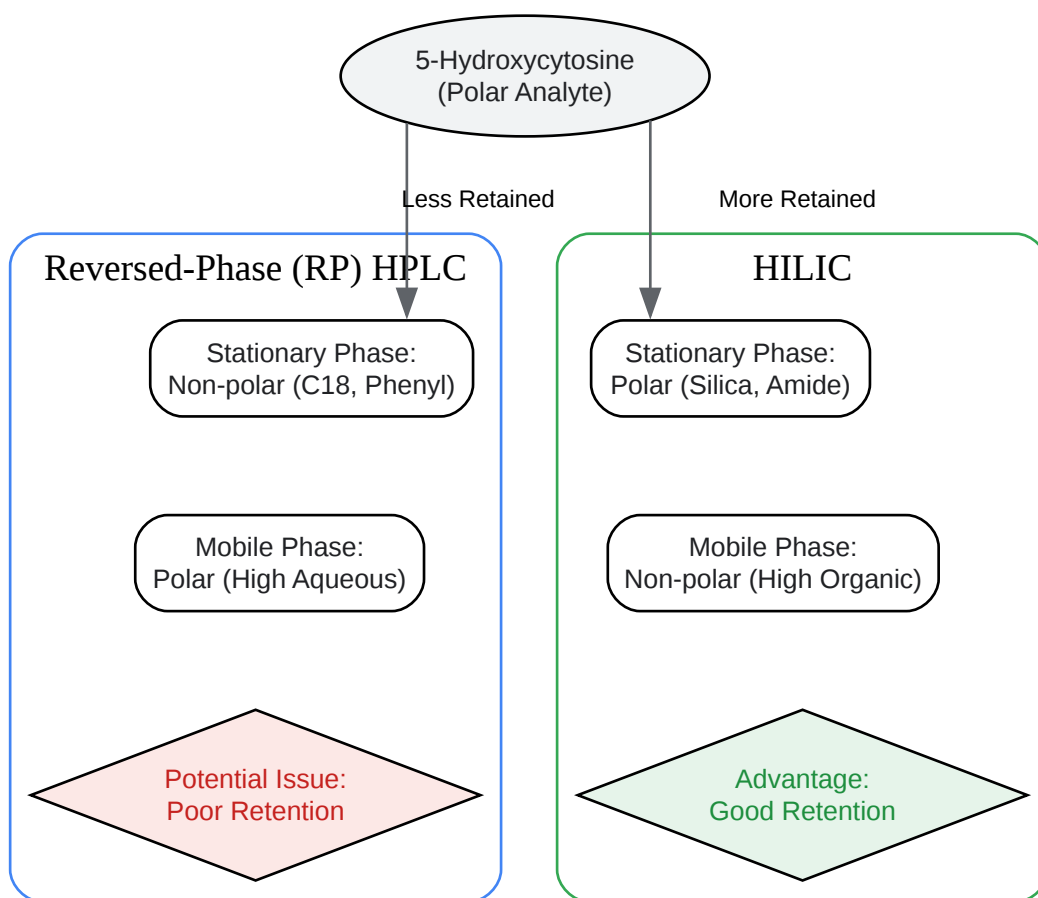 5-Hydroxycytosine
(Polar Analyte)
Less Retained
More Retained
Reversed-Phase (RP) HPLC
Stationary Phase:
Non-polar (C18, Phenyl)
Mobile Phase:
Polar (High Aqueous)
Potential Issue:
Poor Retention
HILIC
Stationary Phase:
Polar (Silica, Amide)
Mobile Phase:
Non-polar (High Organic)
Advantage:
Good Retention